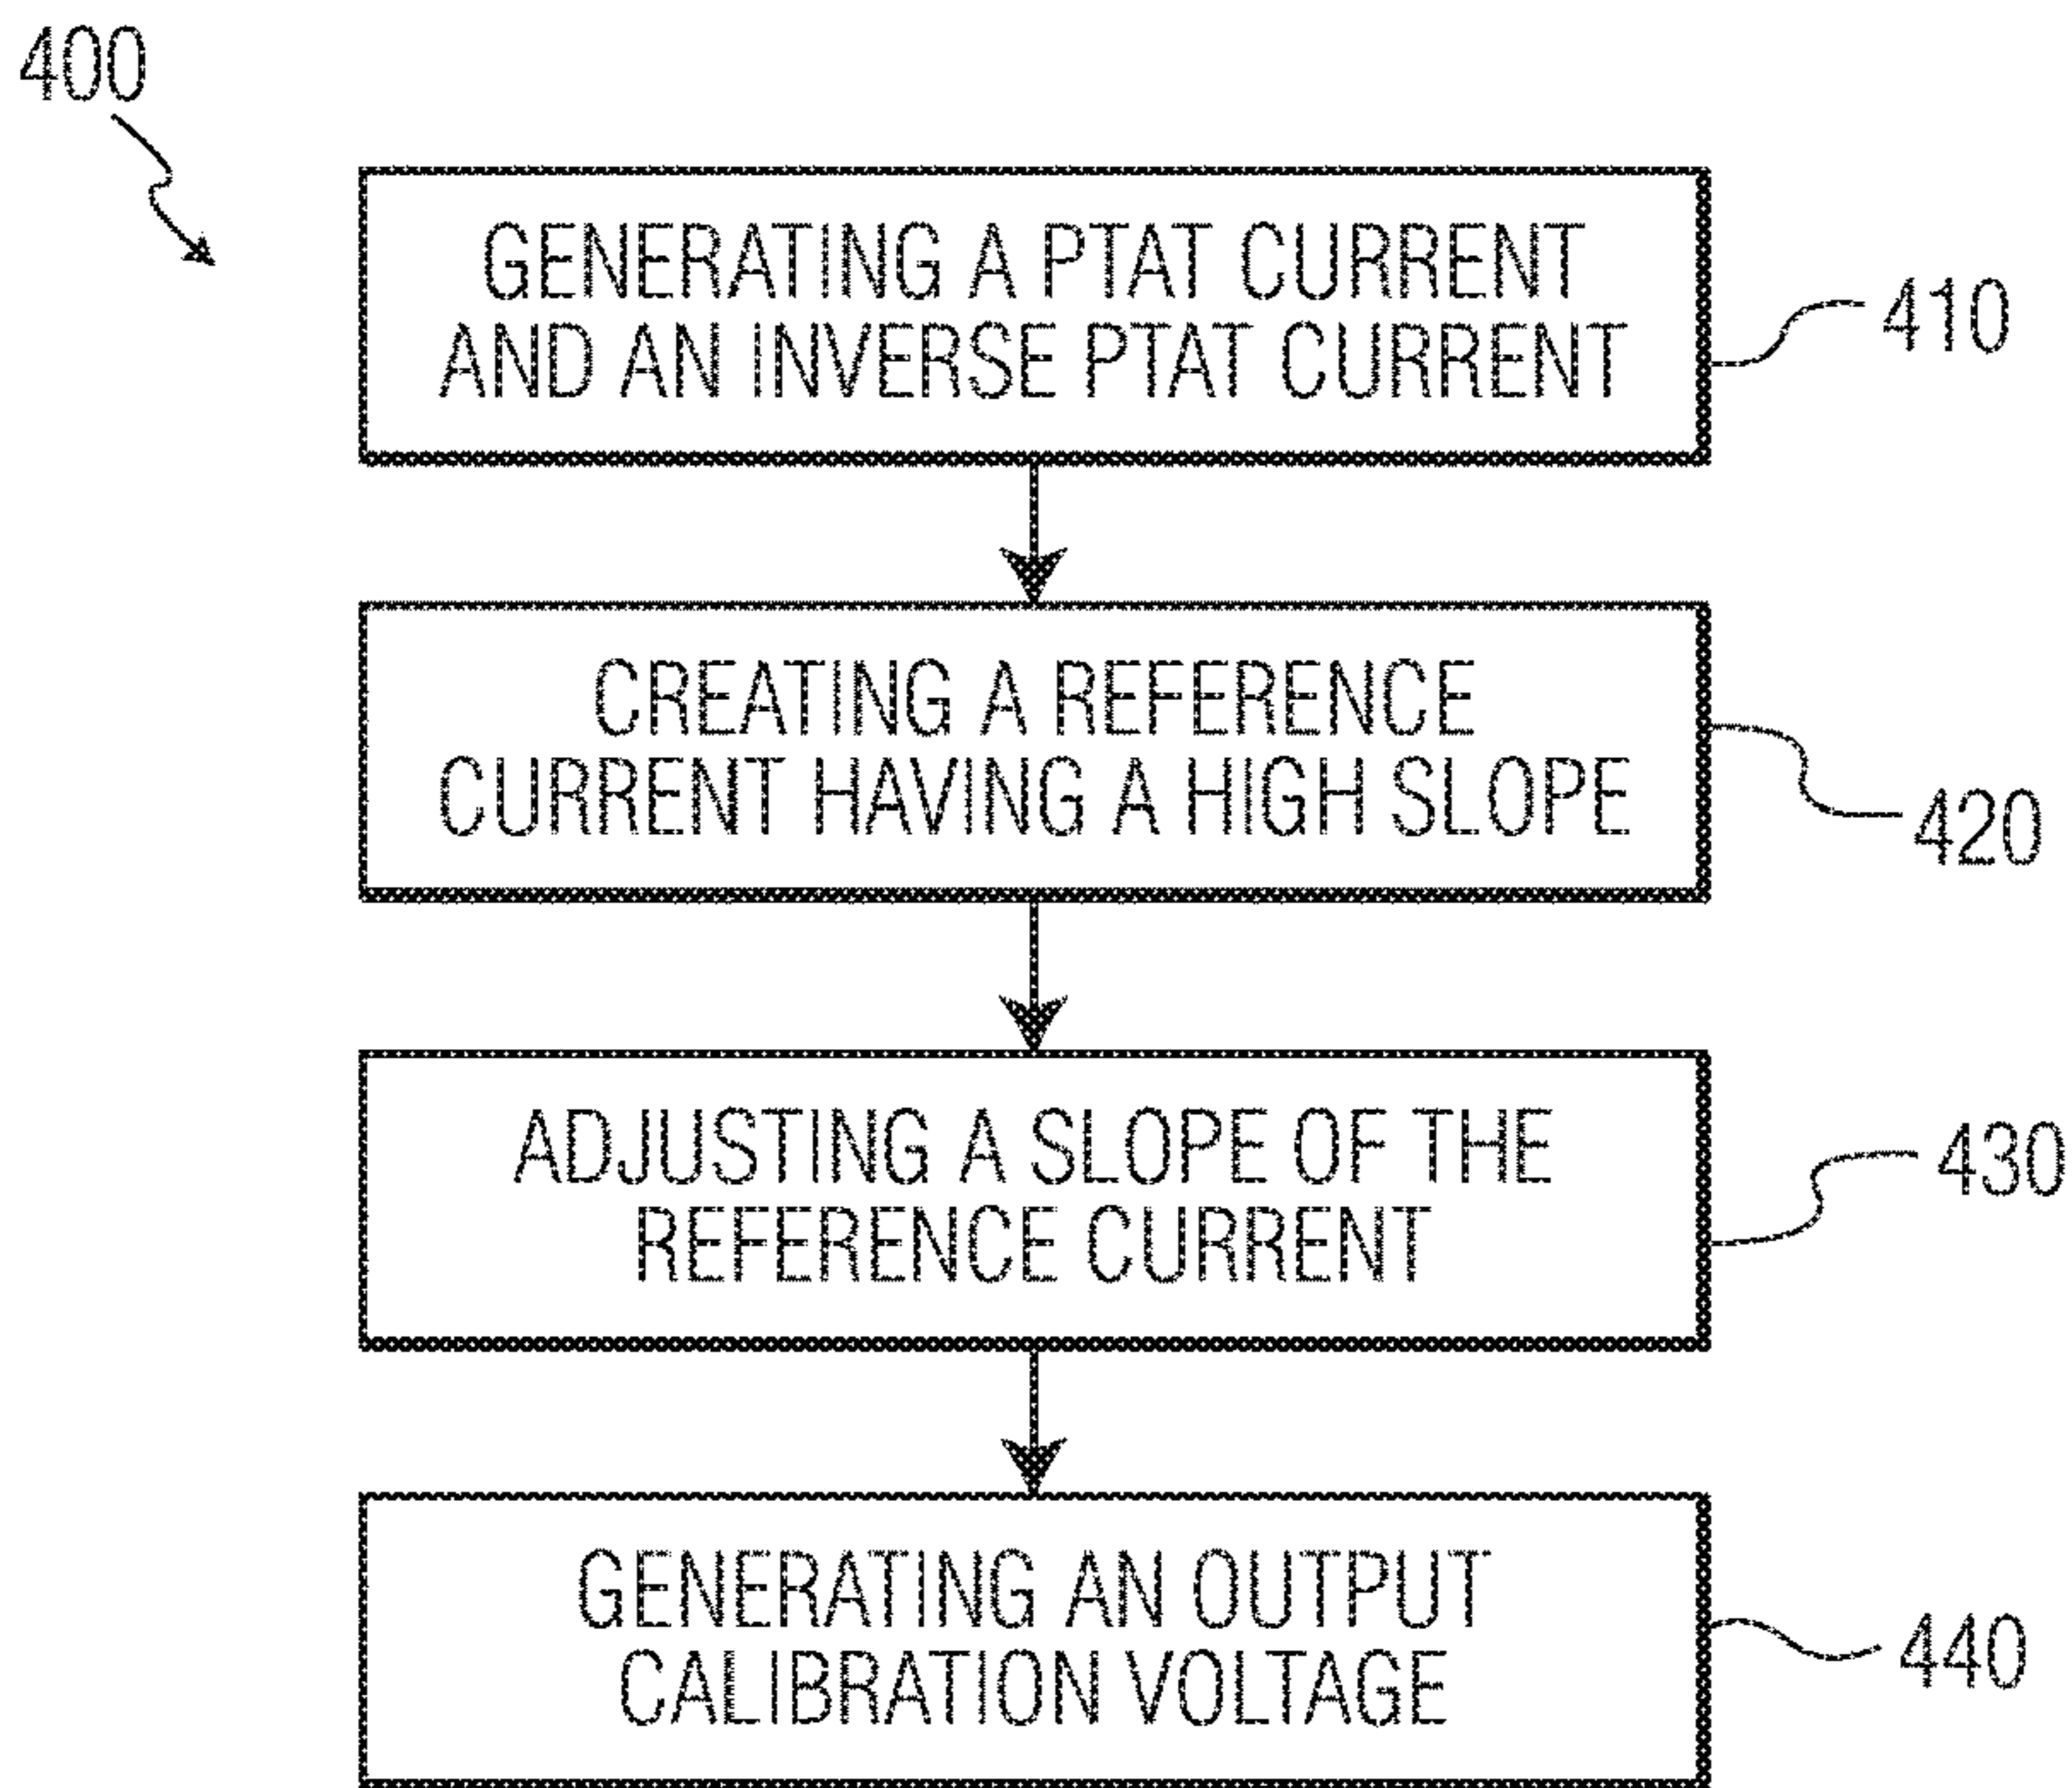 400
GENERATING A PTAT CURRENT
AND AN INVERSE PTAT CURRENT
410
CREATING A REFERENCE
CURRENT HAVING A HIGH SLOPE
420
ADJUSTING A SLOPE OF THE
REFERENCE CURRENT
430
GENERATING AN OUTPUT
CALIBRATION VOLTAGE
440